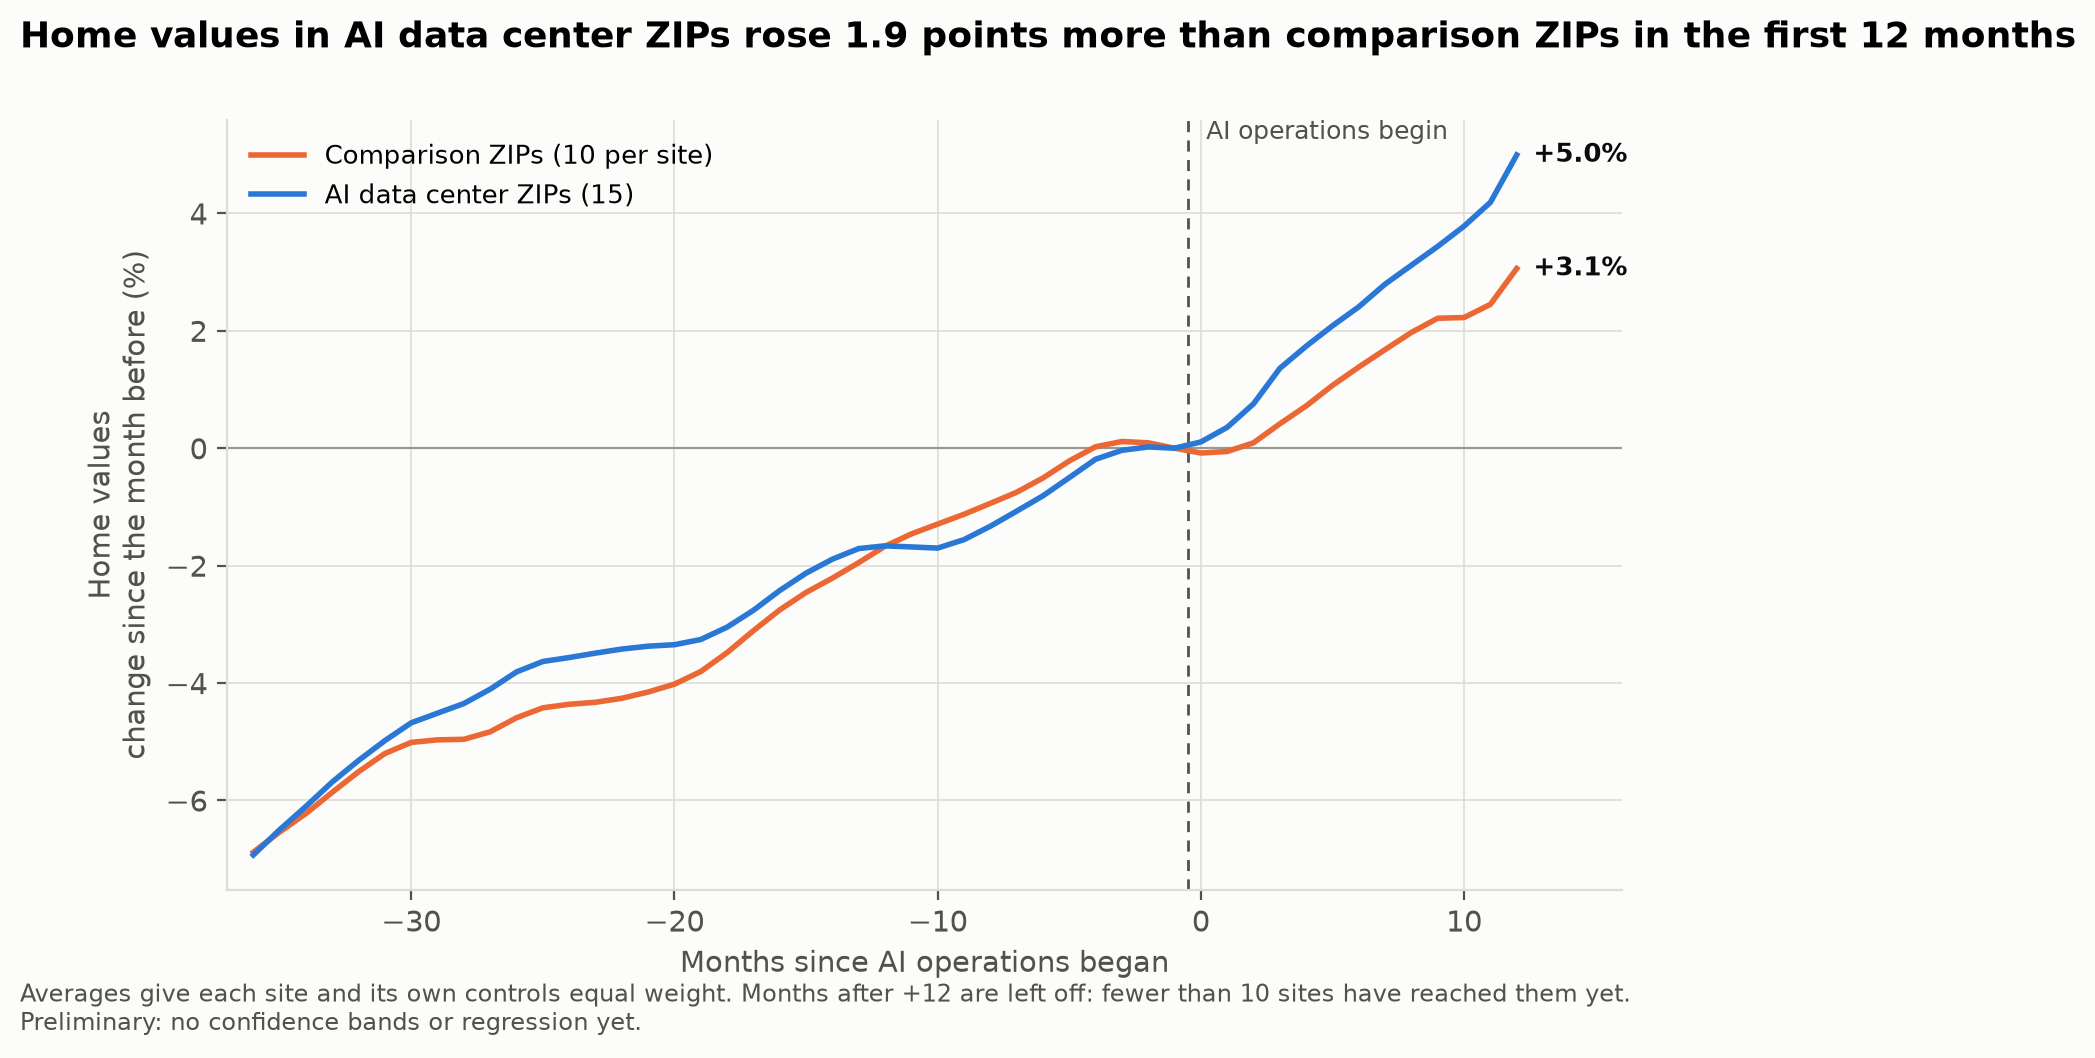 Home values in AI data center ZIPs rose 1.9 points more than comparison ZIPs in the first 12 months
AI operations begin
Comparison ZIPs (10 per site)
AI data center ZIPs (15)
+5.0%
+3.1%
Home values
change since the month before (%)
4
2
0
−2
−4
−6
−30
−20
−10
0
10
Months since AI operations began
Averages give each site and its own controls equal weight. Months after +12 are left off: fewer than 10 sites have reached them yet.
Preliminary: no confidence bands or regression yet.